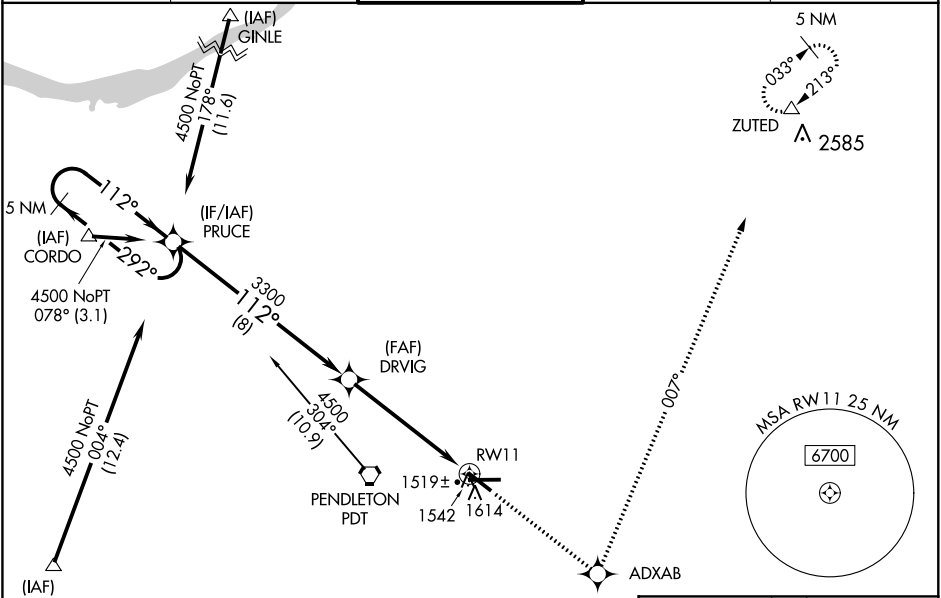 (IAF)
GINLE
4500 NoPT
178°
(11.6)
5 NM
033°
213°
ZUTED
2585
112°
5 NM
(IAF)
CORDO
292°
(IF/IAF)
PRUCE
4500 NoPT
078° (3.1)
3300
112°
(8)
(FAF)
DRVIG
4500
304°
(10.9)
PENDLETON
PDT
4500 NoPT
004°
(12.4)
(IAF)
RW11
1519±
1542
1614
ADXAB
007°
MSA RW11 25 NM
6700